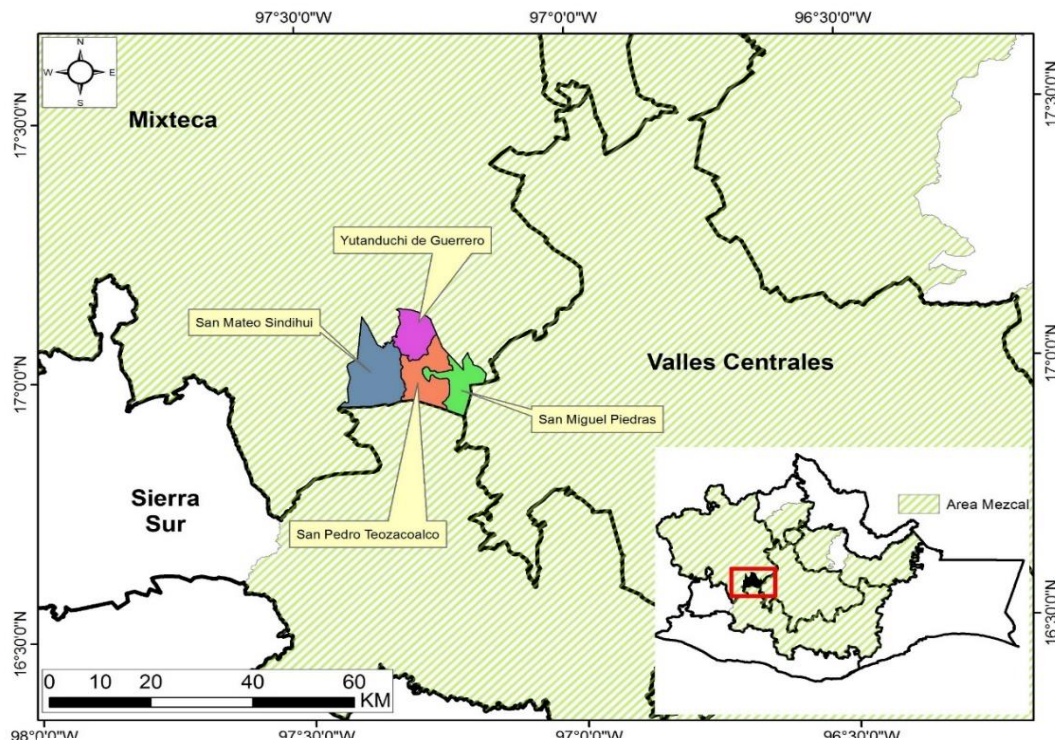 97°30'0"W
97°0'0"W
96°30'0"W
N
W
E
S
17°30'0"N
17°30'0"N
Mixteca
Yutanduchi de Guerrero
San Mateo Sindihui
17°0'0"N
17°0'0"N
Valles Centrales
San Miguel Piedras
Sierra
Sur
San Pedro Teozacoalco
Area Mezcal
16°30'0"N
16°30'0"N
0 10 20 40 60
KM
98°0'0"W
97°30'0"W
97°0'0"W
96°30'0"W